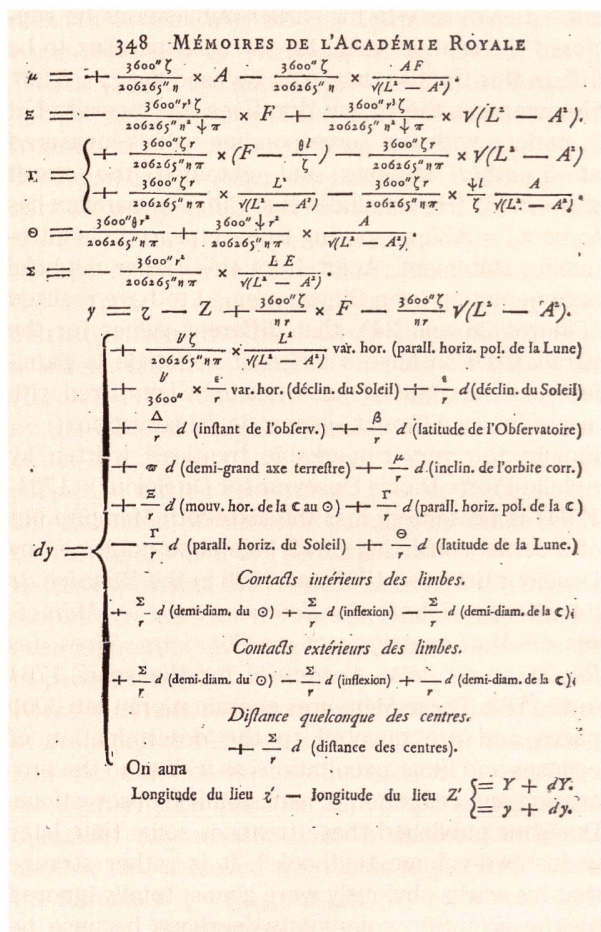 348 MÉMOIRES DE L'ACADÉMIE ROYALE
μ = + 3600"ζ / 206265"η × A — 3600"ζ / 206265"η × AF / √(L² — A²).
Ξ = — 3600"r²ζ / 206265"η²↓π × F + 3600"r²ζ / 206265"η²↓π × √(L² — A²).
Γ = { + 3600"ζr / 206265"ηπ × (F — θl / ζ) — 3600"ζr / 206265"ηπ × √(L² — A²)
+ 3600"ζr / 206265"ηπ × L² / √(L² — A²) — 3600"ζr / 206265"ηπ × ψl / ζ × A / √(L² — A²).
Θ = 3600"θr² / 206265"ηπ + 3600"↓r² / 206265"ηπ × A / √(L² — A²).
Σ = 3600"r² / 206265"ηπ × LE / √(L² — A²).
y = ζ — Z + 3600"ζ / ηr × F — 3600"ζ / ηr √(L² — A²).
+ b'ζ / 206265"ηπ × L² / √(L² — A²) var. hor. (parall. horiz. pol. de la Lune)
+ b' / 3600" × ε / r var. hor. (déclin. du Soleil) + ε / r d (déclin. du Soleil)
+ Δ / r d (instant de l'observ.) + β / r d (latitude de l'Observatoire)
+ ϖ d (demi-grand axe terrestre) + μ / r d (inclin. de l'orbite corr.)
+ Ξ / r d (mouv. hor. de la ☾ au ☉) + Γ / r d (parall. horiz. pol. de la ☾)
dy = { — Γ / r d (parall. horiz. du Soleil) + Θ / r d (latitude de la Lune.)
Contacts intérieurs des limbes.
+ Σ / r d (demi-diam. du ☉) + Σ / r d (inflexion) — Σ / r d (demi-diam. de la ☾);
Contacts extérieurs des limbes.
+ Σ / r d (demi-diam. du ☉) — Σ / r d (inflexion) + Σ / r d (demi-diam. de la ☾);
Distance quelconque des centres.
+ Σ / r d (distance des centres).
On aura
Longitude du lieu z' — longitude du lieu Z' { = Y + dY.
= y + dy.